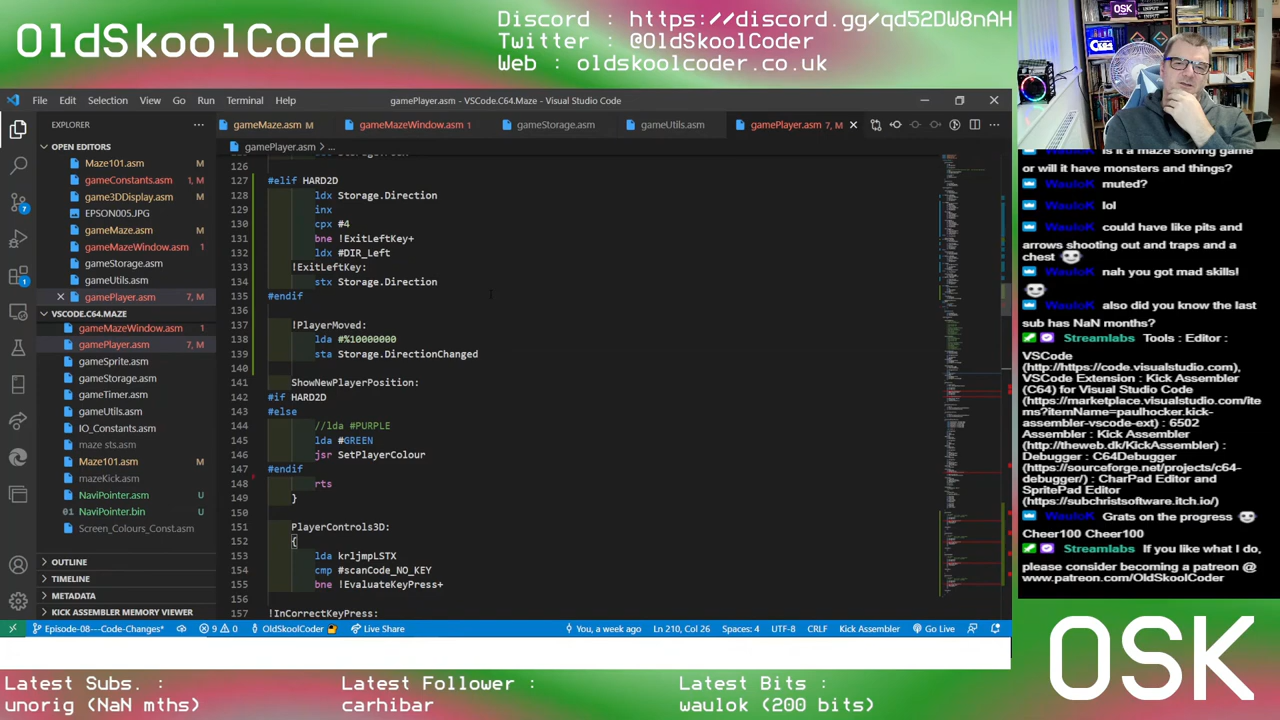 OldSkoolCoder
Discord : https://discord.gg/qd52DW8nAH
Twitter : @OldSkoolCoder
Web : oldskoolcoder.co.uk
File Edit Selection View Go Run Terminal Help
gamePlayer.asm - VSCode.C64.Maze - Visual Studio Code
EXPLORER
OPEN EDITORS
Maze101.asm M
gameConstants.asm 1, M
game3DDisplay.asm M
EPSON005.JPG
gameMaze.asm M
gameMazeWindow.asm 1
gameStorage.asm
gameUtils.asm
gamePlayer.asm 7, M
VSCODE.C64.MAZE
gameMazeWindow.asm 1
gamePlayer.asm 7, M
gameSprite.asm
gameStorage.asm
gameTimer.asm
gameUtils.asm
IO_Constants.asm
maze sts.asm
Maze101.asm M
mazeKick.asm
NaviPointer.asm U
NaviPointer.bin U
Screen_Colours_Const.asm
OUTLINE
TIMELINE
METADATA
KICK ASSEMBLER MEMORY VIEWER
gameMaze.asm M
gameMazeWindow.asm 1
gameStorage.asm
gameUtils.asm
gamePlayer.asm 7, M
gamePlayer.asm > ...
126
127 #elif HARD2D
128 ldx Storage.Direction
129 inx
130 cpx #4
131 bne !ExitLeftKey+
132 ldx #DIR_Left
133 !ExitLeftKey:
134 stx Storage.Direction
135 #endif
136
137 !PlayerMoved:
138 lda #%10000000
139 sta Storage.DirectionChanged
140
141 ShowNewPlayerPosition:
142 #if HARD2D
143 #else
144 //lda #PURPLE
145 lda #GREEN
146 jsr SetPlayerColour
147 #endif
148 rts
149 }
150
151 PlayerControls3D:
152 {
153 lda krljmpLSTX
154 cmp #scanCode_NO_KEY
155 bne !EvaluateKeyPress+
156
157 !InCorrectKeyPress:
Episode-08---Code-Changes* 9 0 OldSkoolCoder Live Share
You, a week ago Ln 210, Col 26 Spaces: 4 UTF-8 CRLF Kick Assembler Go Live
is it a maze solving game
or will it have monsters and things?
WauloK muted?
WauloK lol
WauloK could have like pits and
arrows shooting out and traps and a
chest
WauloK nah you got mad skills!
WauloK also did you know the last
sub has NaN months?
Streamlabs Tools : Editor :
VSCode
(http://https://code.visualstudio.com),
VSCode Extension : Kick Assembler
(C64) for Visual Studio Code
(https://marketplace.visualstudio.com/ite
ms?itemName=paulhocker.kick-
assembler-vscode-ext) : 6502
Assembler : Kick Assembler
(http://theweb.dk/KickAssembler) :
Debugger : C64Debugger
(https://sourceforge.net/projects/c64-
debugger/) : CharPad Editor and
SpritePad Editor
(https://subchristsoftware.itch.io/)
WauloK Grats on the progress
Cheer100 Cheer100
Streamlabs If you like what I do,
please consider becoming a patreon @
www.patreon.com/OldSkoolCoder
OSK
Latest Subs. :
unorig (NaN mths)
Latest Follower :
carhibar
Latest Bits :
waulok (200 bits)